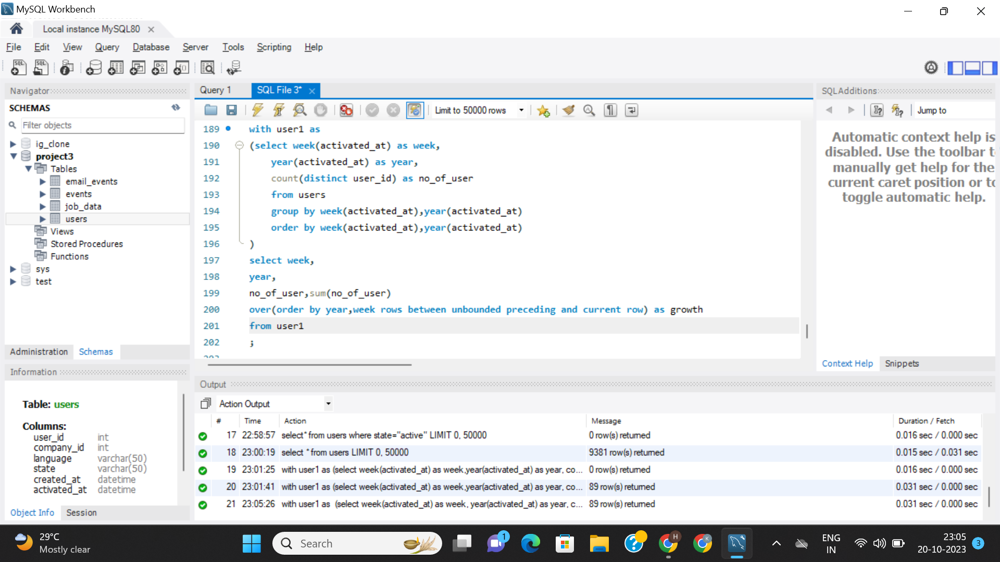 MySQL Workbench
Local instance MySQL80
File Edit View Query Database Server Tools Scripting Help
Navigator
SCHEMAS
Filter objects
ig_clone
project3
Tables
email_events
events
job_data
users
Views
Stored Procedures
Functions
sys
test
Administration Schemas
Information
Table: users
Columns:
user_id int
company_id int
language varchar(50)
state varchar(50)
created_at datetime
activated_at datetime
Object Info Session
Query 1 SQL File 3*
Limit to 50000 rows
189 with user1 as
190 (select week(activated_at) as week,
191 year(activated_at) as year,
192 count(distinct user_id) as no_of_user
193 from users
194 group by week(activated_at),year(activated_at)
195 order by week(activated_at),year(activated_at)
196 )
197 select week,
198 year,
199 no_of_user,sum(no_of_user)
200 over(order by year,week rows between unbounded preceding and current row) as growth
201 from user1
202 ;
SQLAdditions
Jump to
Automatic context help is
disabled. Use the toolbar
manually get help for the
current caret position or
toggle automatic help.
Context Help Snippets
Output
Action Output
# Time Action Message Duration / Fetch
17 22:58:57 select* from users where state="active" LIMIT 0, 50000 0 row(s) returned 0.016 sec / 0.000 sec
18 23:00:19 select * from users LIMIT 0, 50000 9381 row(s) returned 0.015 sec / 0.031 sec
19 23:01:25 with user1 as (select week(activated_at) as week,year(activated_at) as year, co... 0 row(s) returned 0.016 sec / 0.000 sec
20 23:01:41 with user1 as (select week(activated_at) as week,year(activated_at) as year, co... 89 row(s) returned 0.031 sec / 0.000 sec
21 23:05:26 with user1 as (select week(activated_at) as week, year(activated_at) as year, c... 89 row(s) returned 0.031 sec / 0.000 sec
29°C
Mostly clear
Search
1
H
K
ENG
IN
23:05
20-10-2023
3